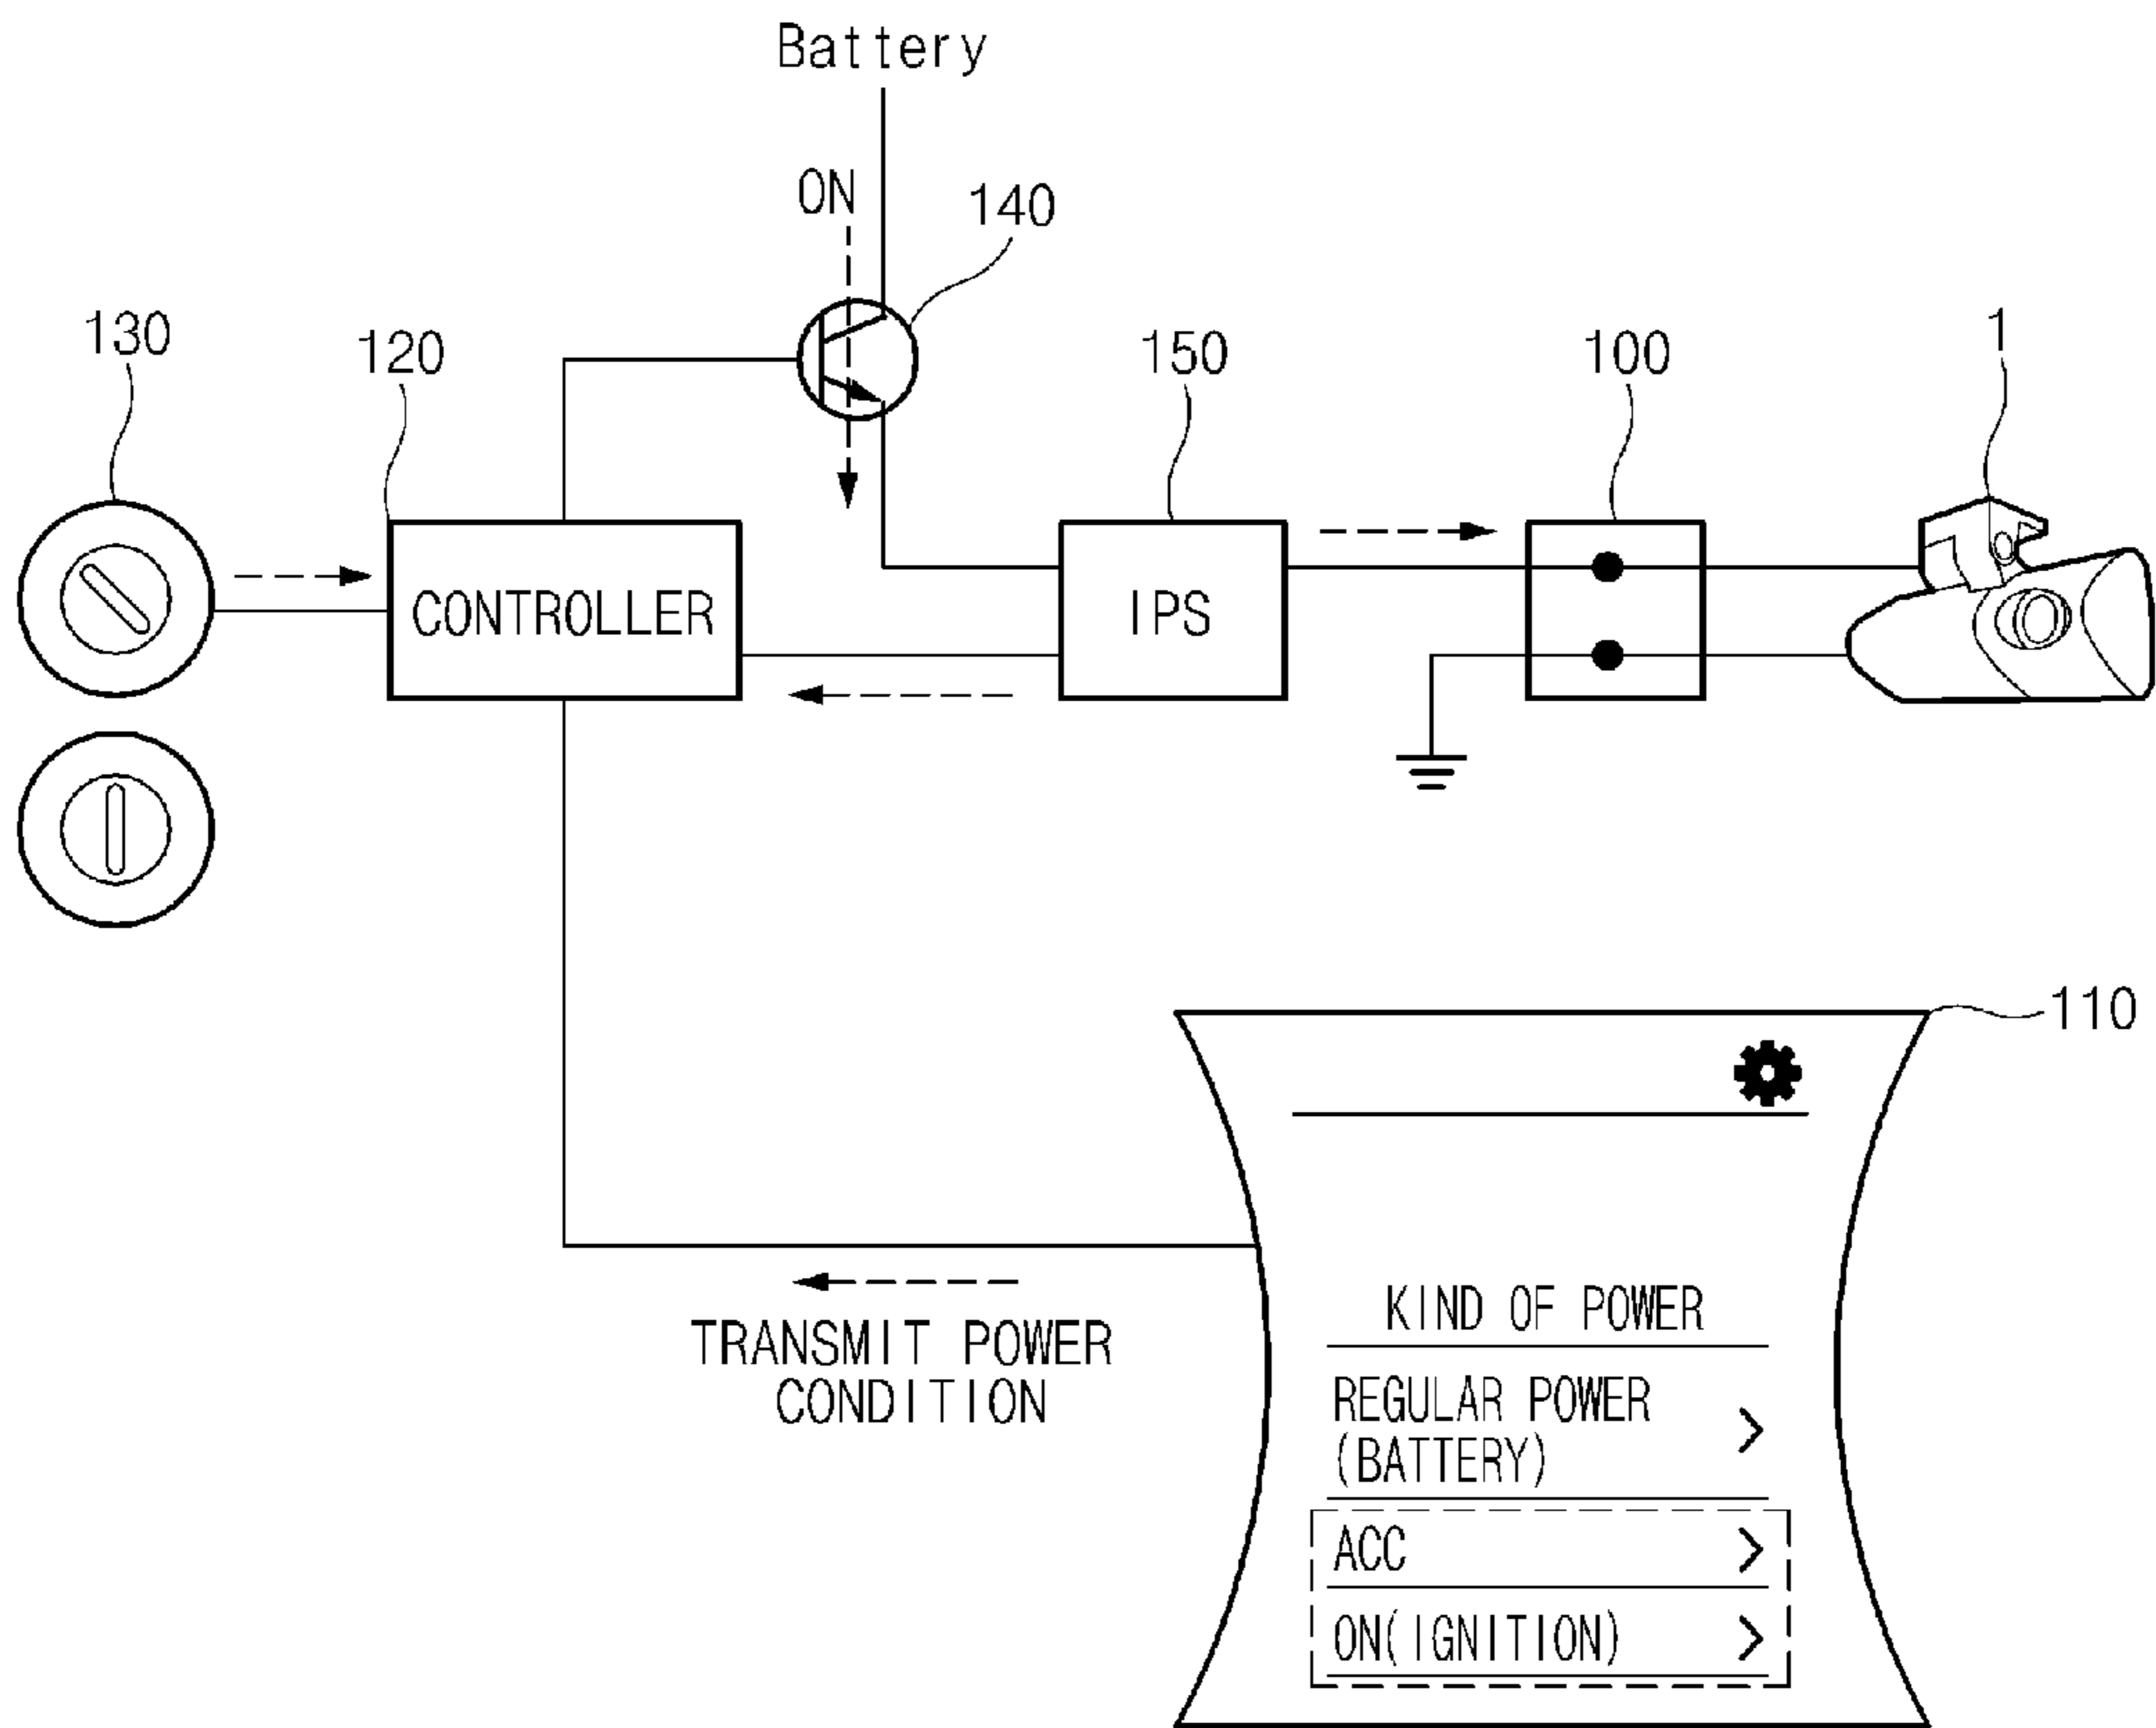 Battery
ON
140
130
120
150
100
1
CONTROLLER
IPS
110
KIND OF POWER
TRANSMIT POWER
CONDITION
REGULAR POWER
(BATTERY)
ACC
ON(IGNITION)